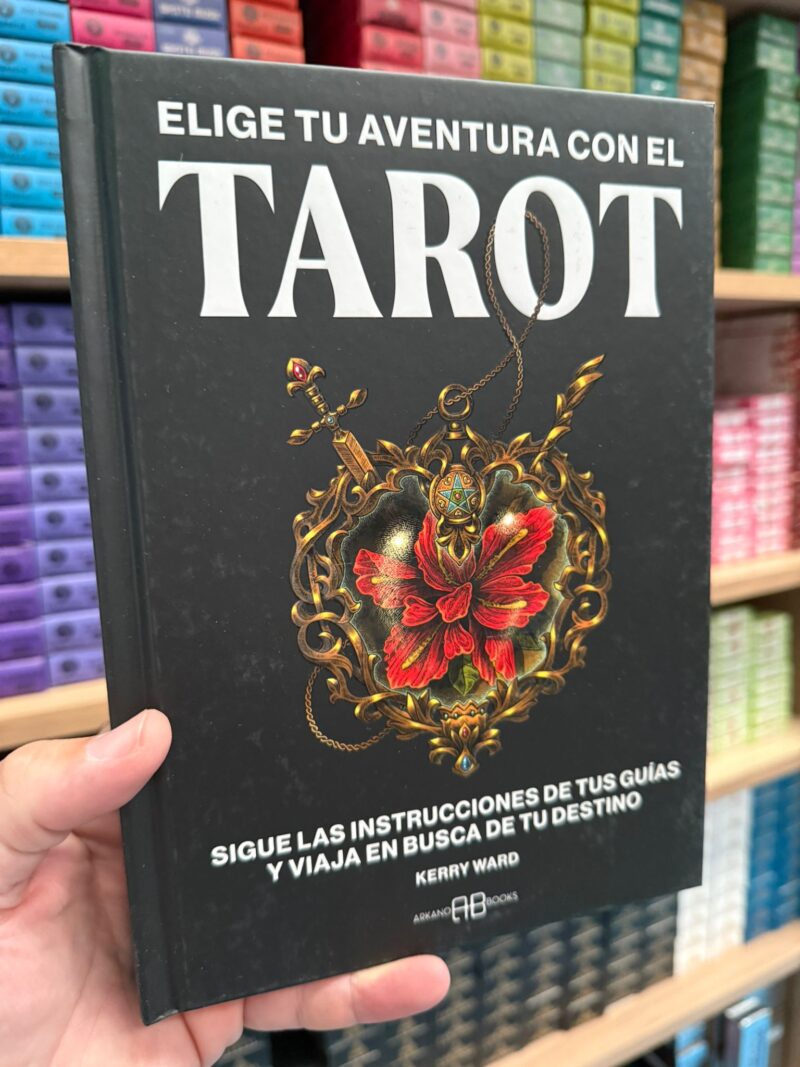 ELIGE TU AVENTURA CON EL
TAROT
SIGUE LAS INSTRUCCIONES DE TUS GUÍAS
Y VIAJA EN BUSCA DE TU DESTINO
KERRY WARD
ARKANO AB BOOKS